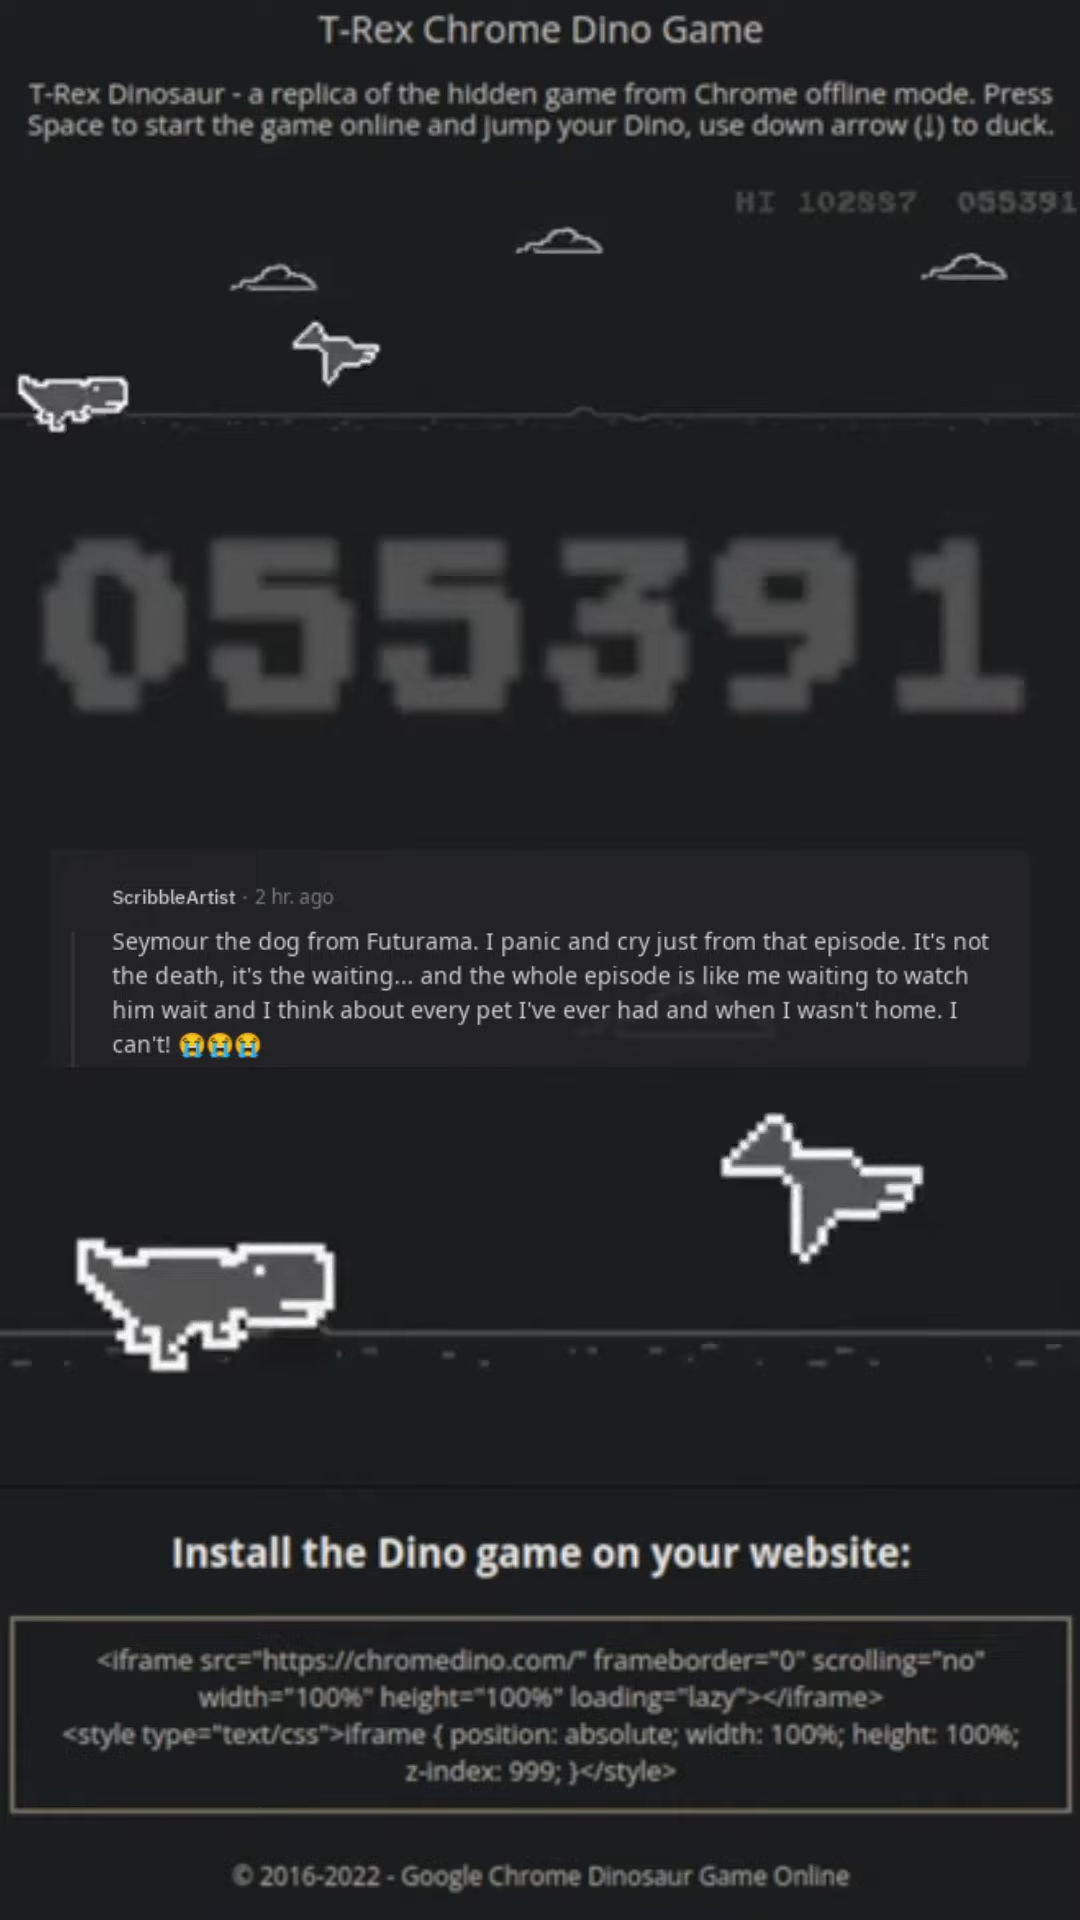 T-Rex Chrome Dino Game
T-Rex Dinosaur - a replica of the hidden game from Chrome offline mode. Press
Space to start the game online and jump your Dino, use down arrow (↓) to duck.
HI 102887 055391
055391
ScribbleArtist · 2 hr. ago
Seymour the dog from Futurama. I panic and cry just from that episode. It's not
the death, it's the waiting... and the whole episode is like me waiting to watch
him wait and I think about every pet I've ever had and when I wasn't home. I
can't! 😭😭😭
Install the Dino game on your website:
<iframe src="https://chromedino.com/" frameborder="0" scrolling="no"
width="100%" height="100%" loading="lazy"></iframe>
<style type="text/css">iframe { position: absolute; width: 100%; height: 100%;
z-index: 999; }</style>
© 2016-2022 - Google Chrome Dinosaur Game Online